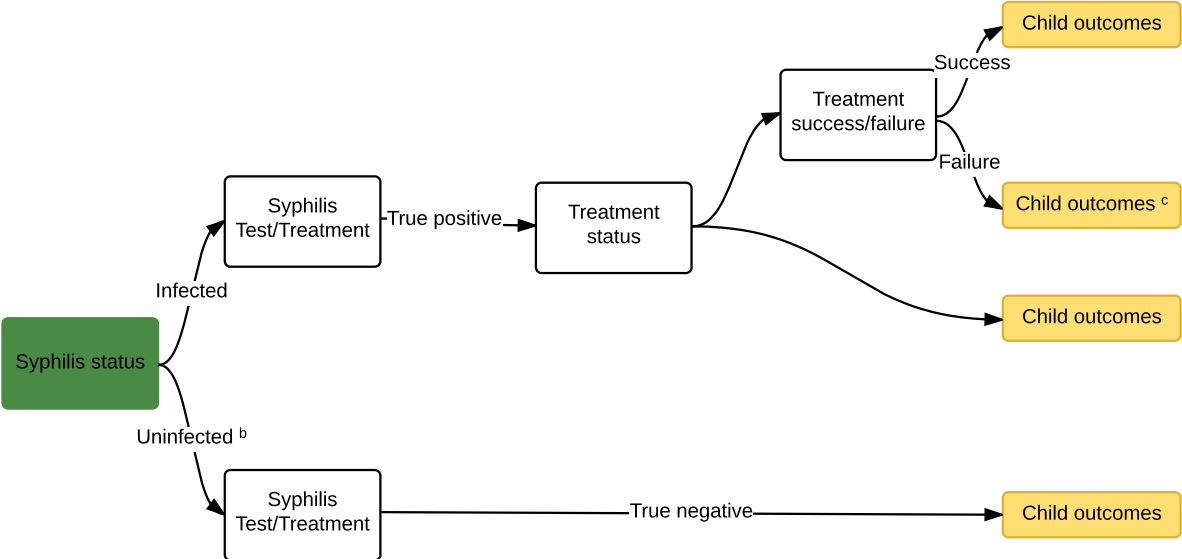 Child outcomes
Success
Treatment
success/failure
Failure
Child outcomes c
Syphilis
Test/Treatment
True positive
Treatment
status
Infected
Child outcomes
Syphilis status
Uninfected b
Syphilis
Test/Treatment
True negative
Child outcomes